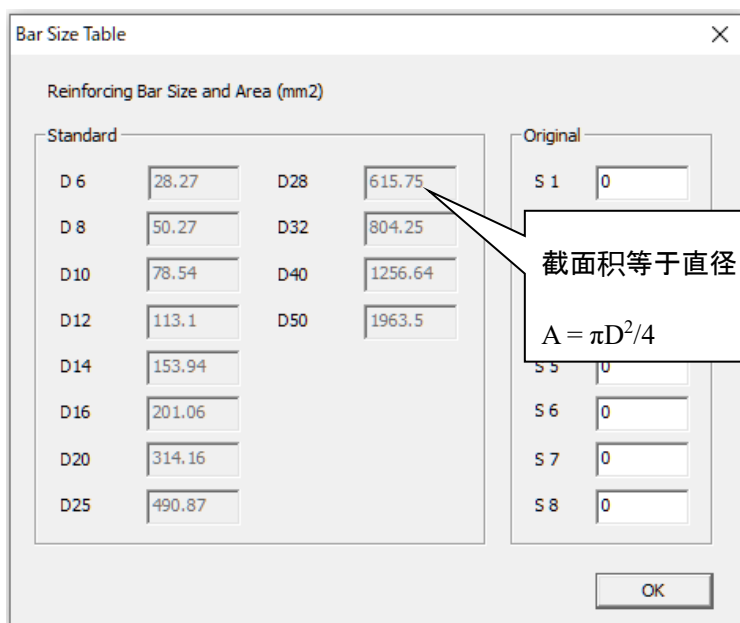 Bar Size Table
Reinforcing Bar Size and Area (mm2)
Standard
D 6 28.27 D28 615.75
D 8 50.27 D32 804.25
D10 78.54 D40 1256.64
D12 113.1 D50 1963.5
D14 153.94
D16 201.06
D20 314.16
D25 490.87
Original
S 1 0
S 5 0
S 6 0
S 7 0
S 8 0
截面积等于直径
A = πD²/4
OK